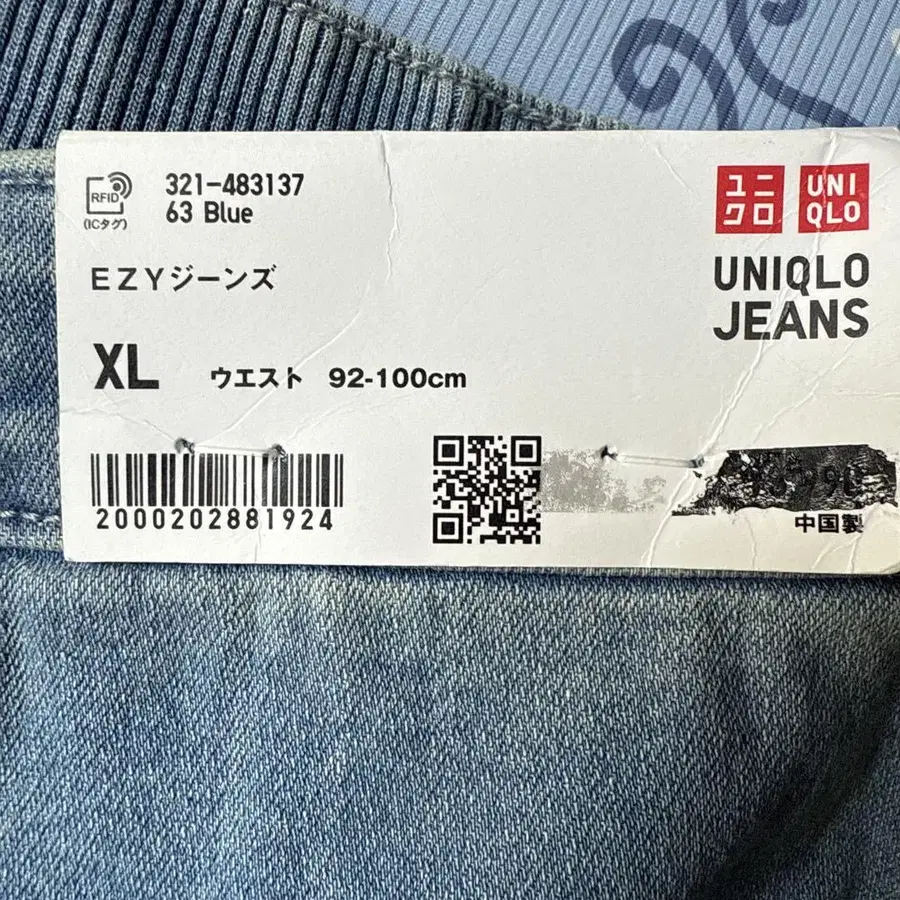 RFID
(ICタグ)
321-483137
63 Blue
ユニ
クロ
UNI
QLO
UNIQLO
JEANS
EZYジーンズ
XL
ウエスト 92-100cm
2000202881924
中国製